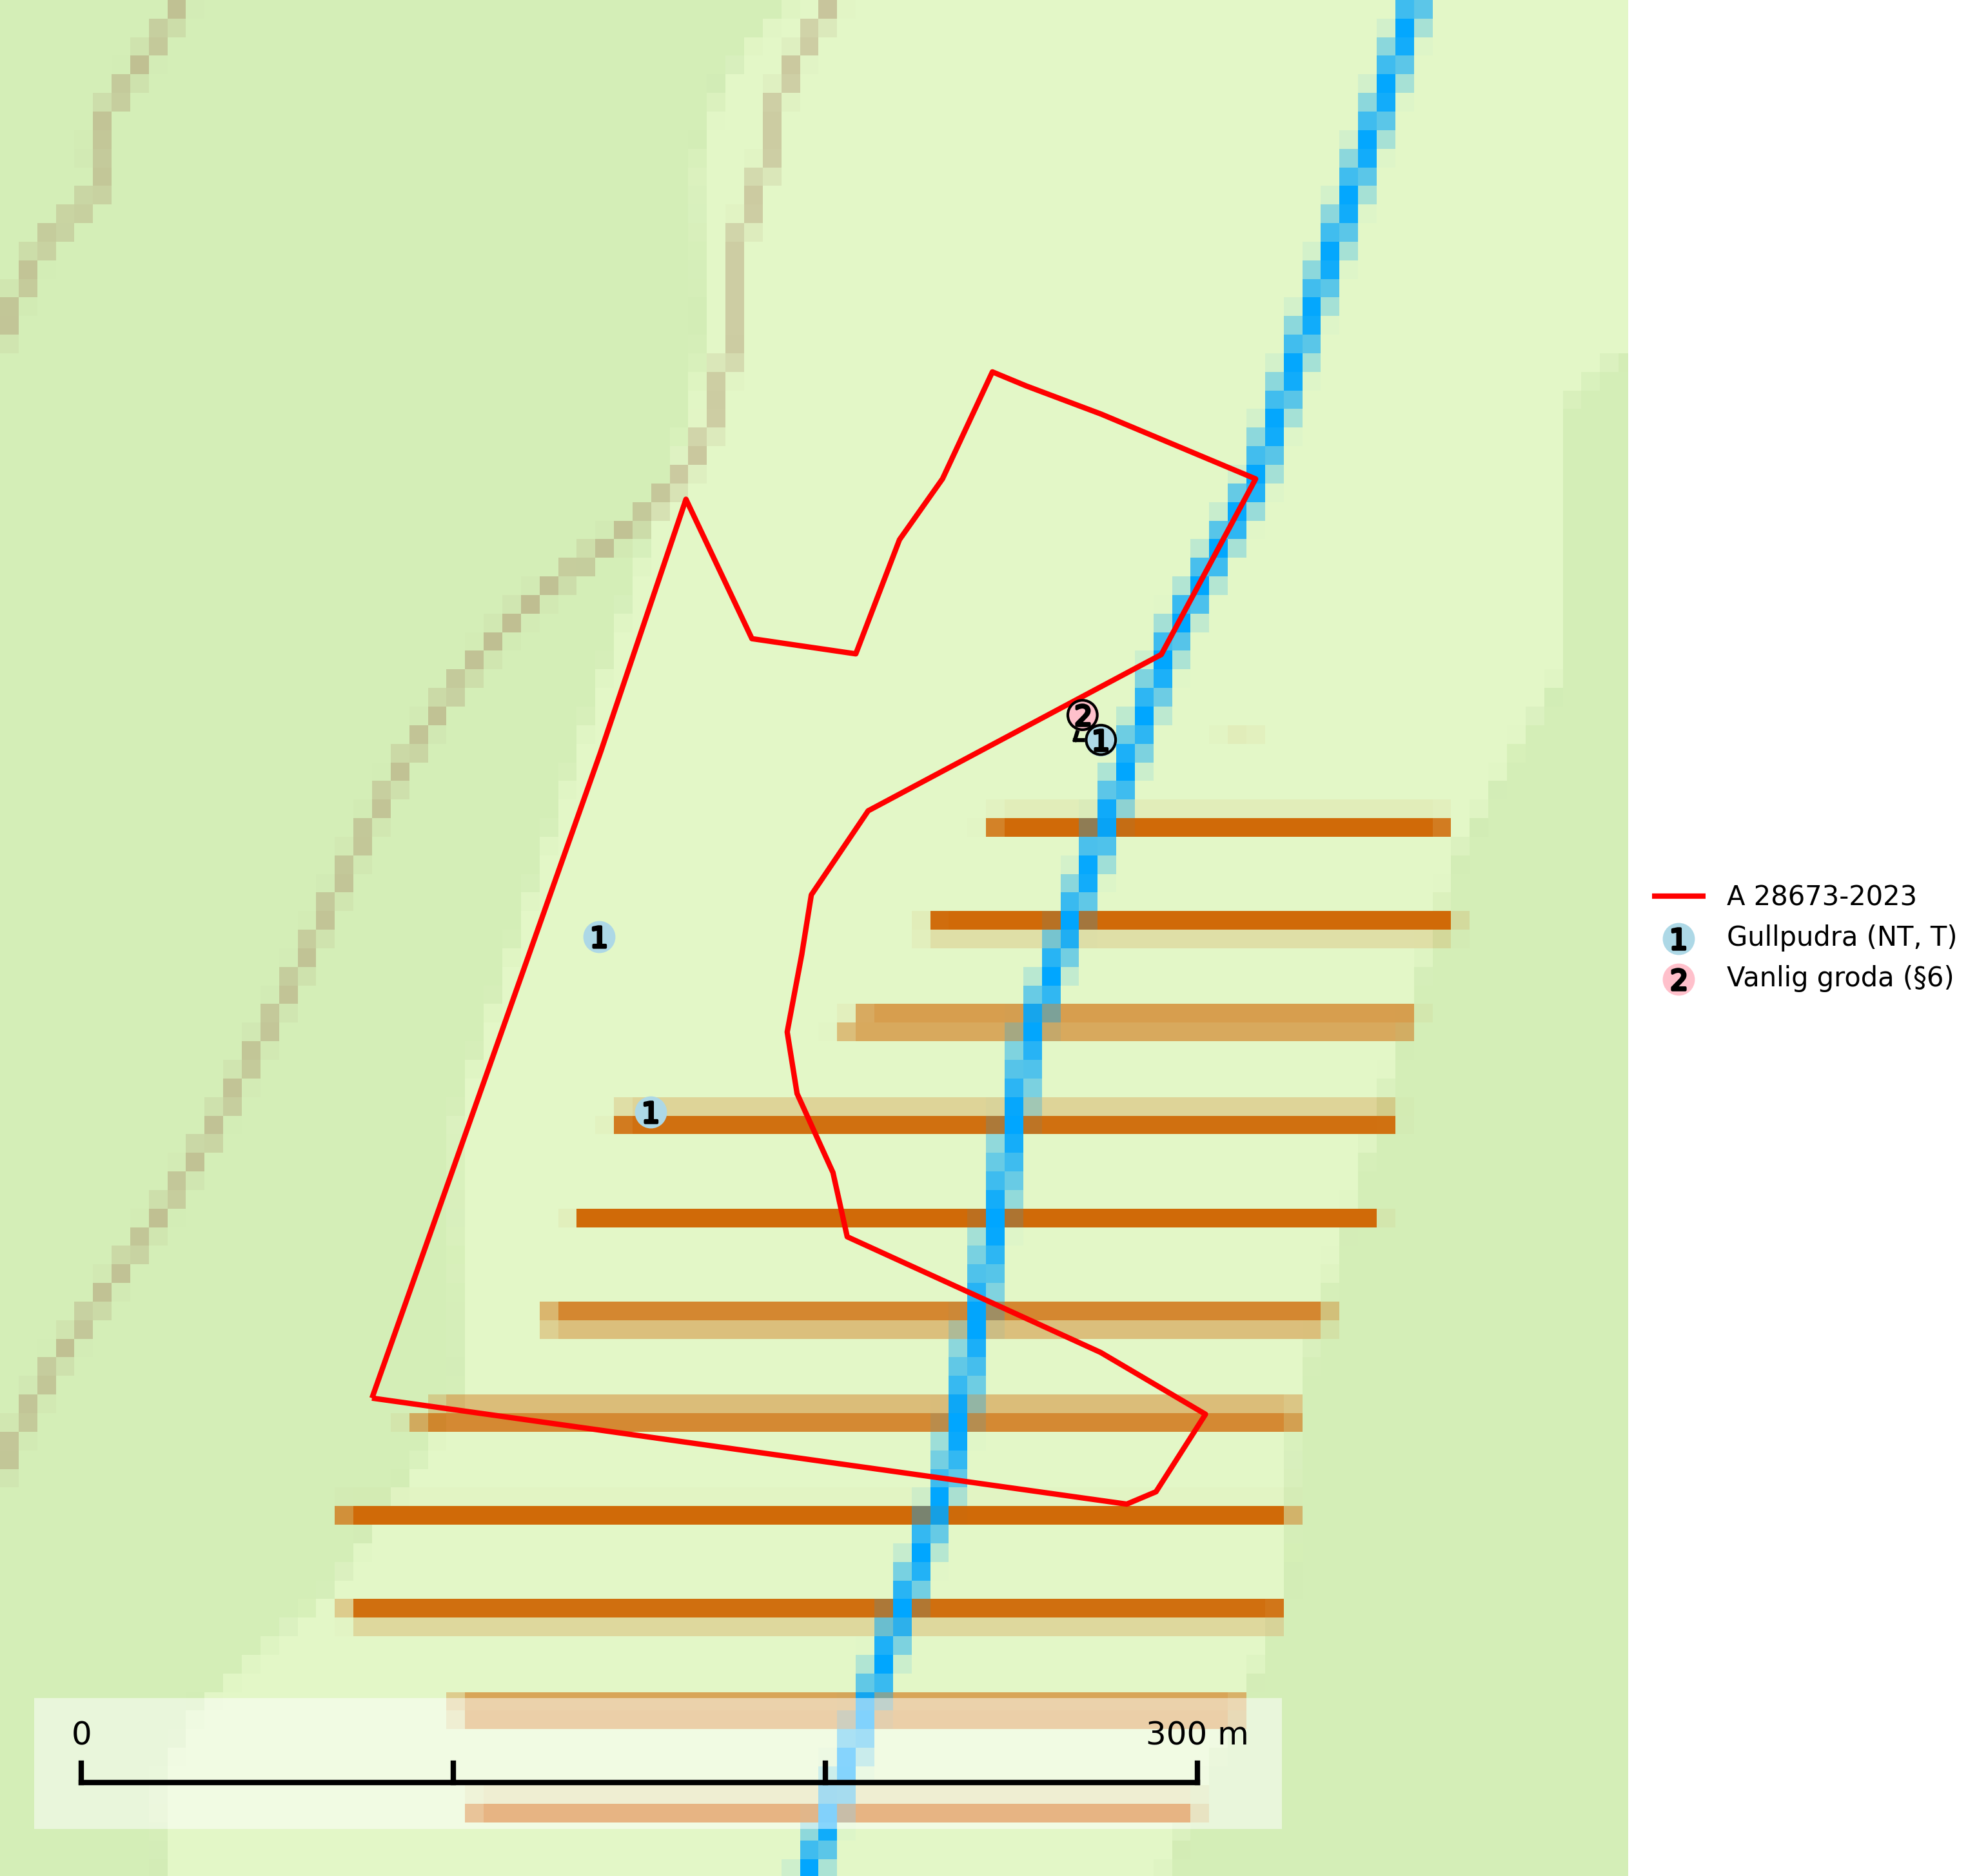 2
1
1
1
A 28673-2023
1 Gullpudra (NT, T)
2 Vanlig groda (§6)
0 300 m